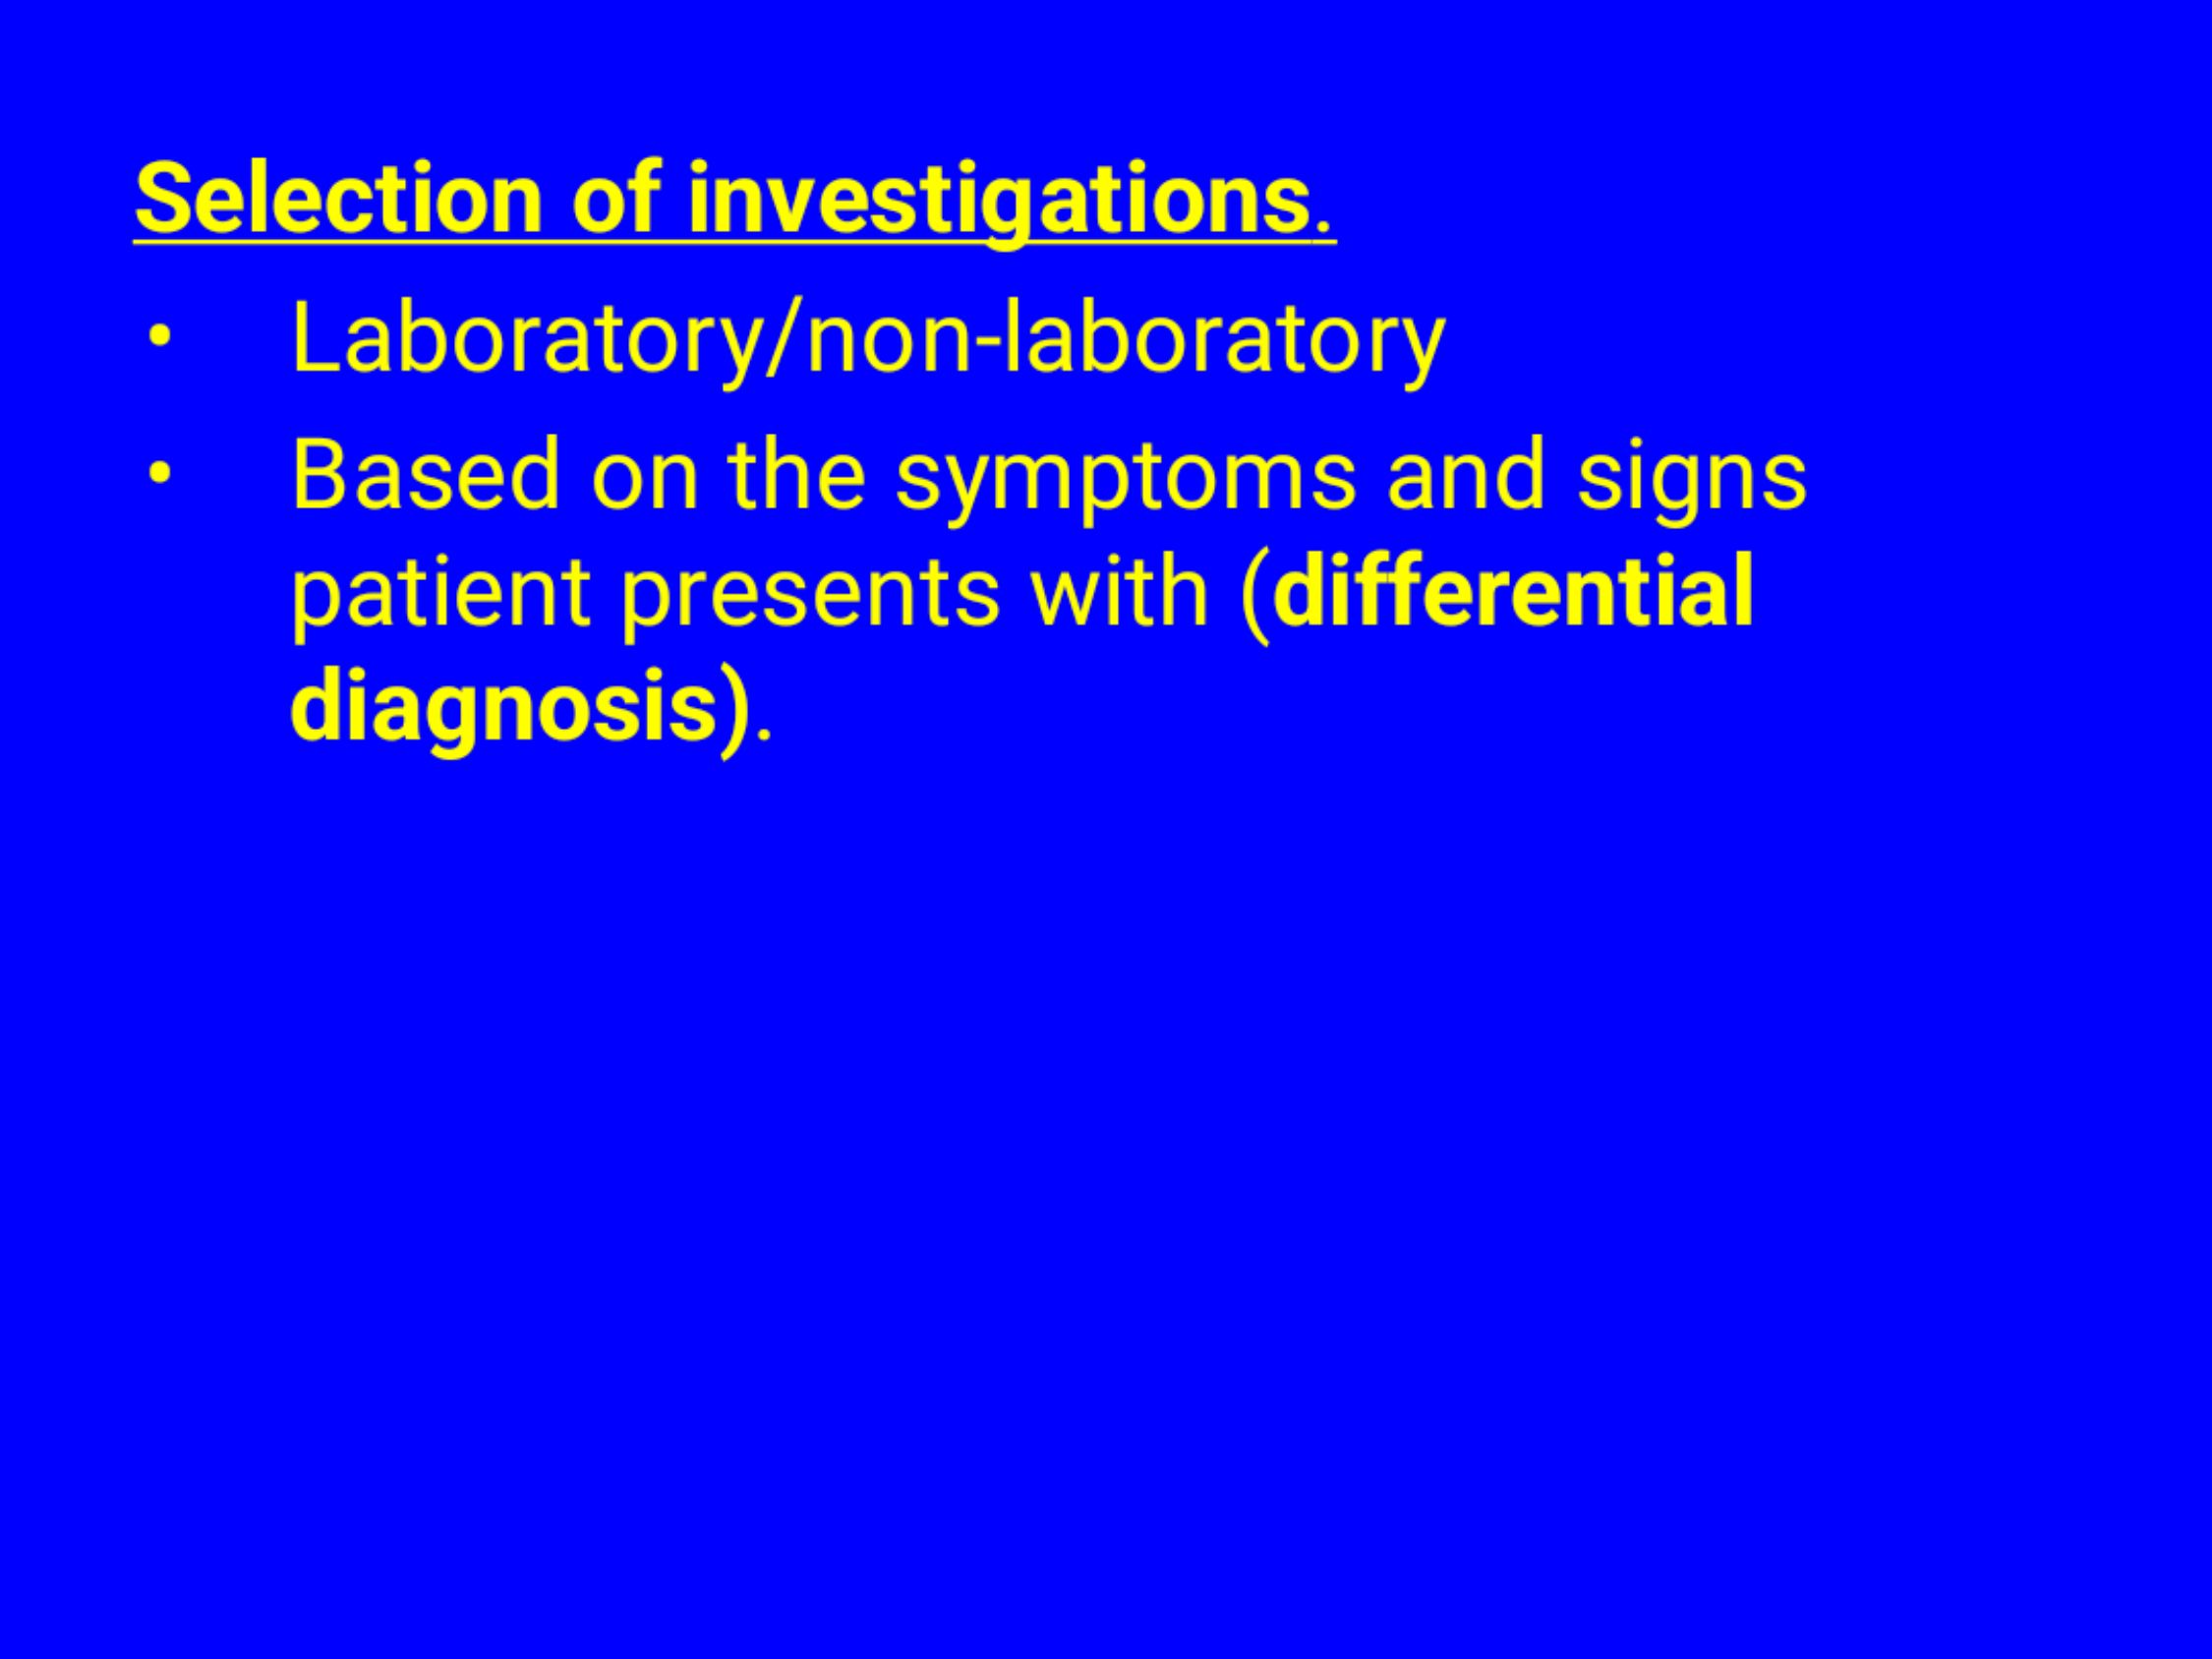 Selection of investigations.
• Laboratory/non-laboratory
• Based on the symptoms and signs
patient presents with (differential
diagnosis).